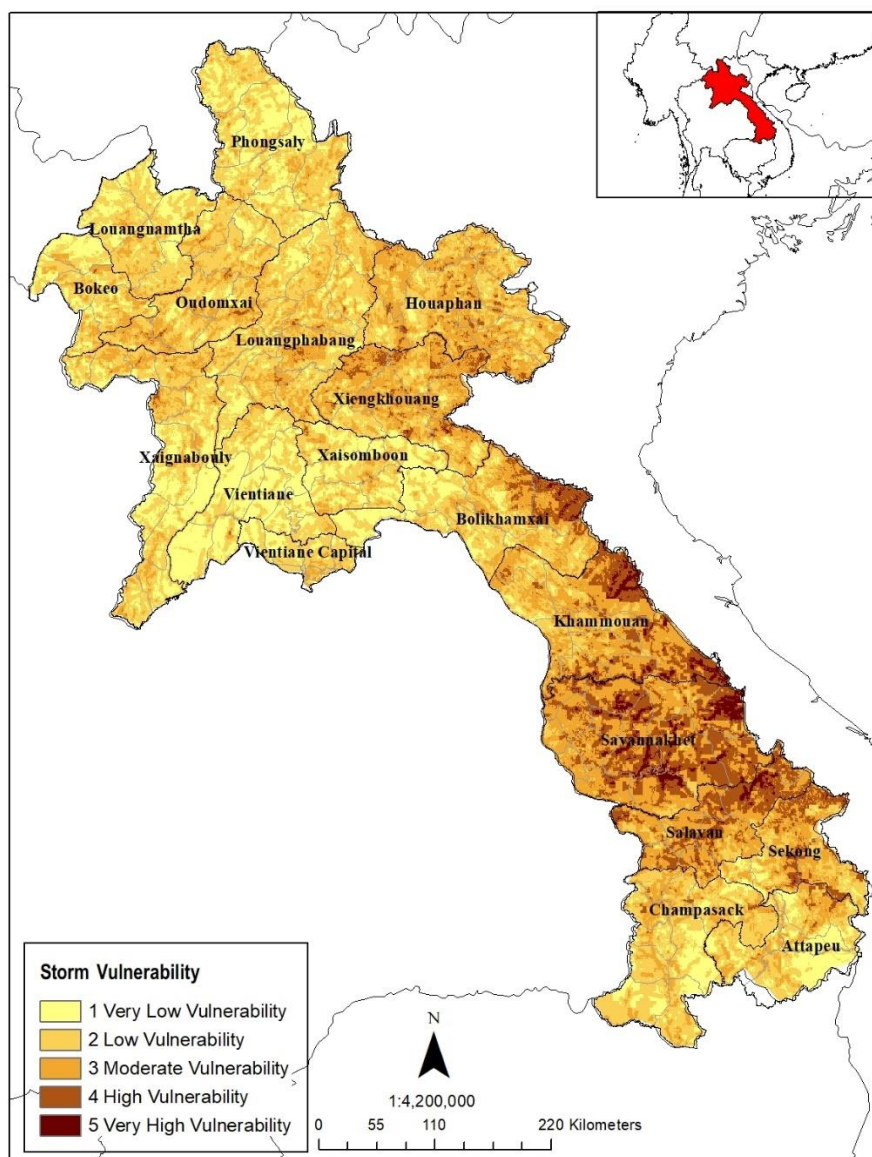 Phongsaly
Louangnamtha
Bokeo
Oudomxai
Houaphan
Louangphabang
Xiengkhouang
Xaignabouly
Xaisomboon
Vientiane
Bolikhamxai
Vientiane Capital
Khammouan
Savannakhet
Salavan
Sekong
Champasack
Attapeu
Storm Vulnerability
1 Very Low Vulnerability
2 Low Vulnerability
3 Moderate Vulnerability
4 High Vulnerability
5 Very High Vulnerability
N
1:4,200,000
0 55 110 220 Kilometers